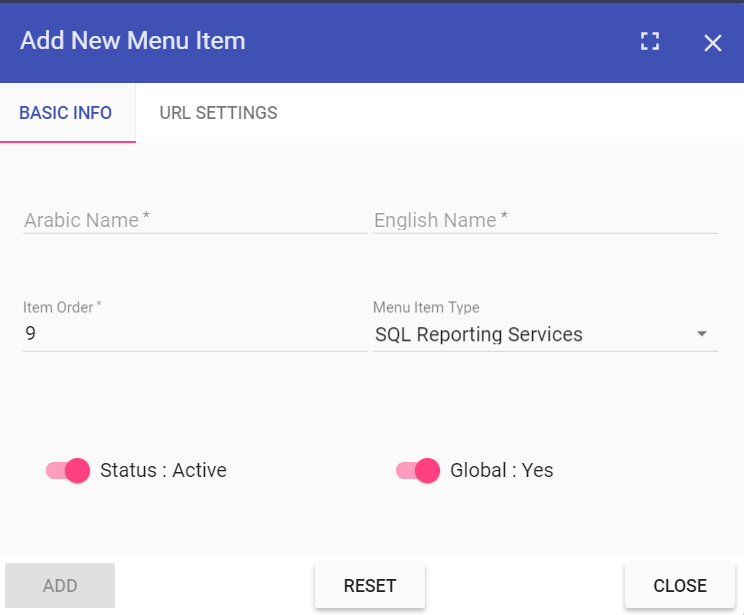 Add New Menu Item
BASIC INFO URL SETTINGS
Arabic Name * English Name *
Item Order * Menu Item Type
9 SQL Reporting Services
Status : Active Global : Yes
ADD RESET CLOSE